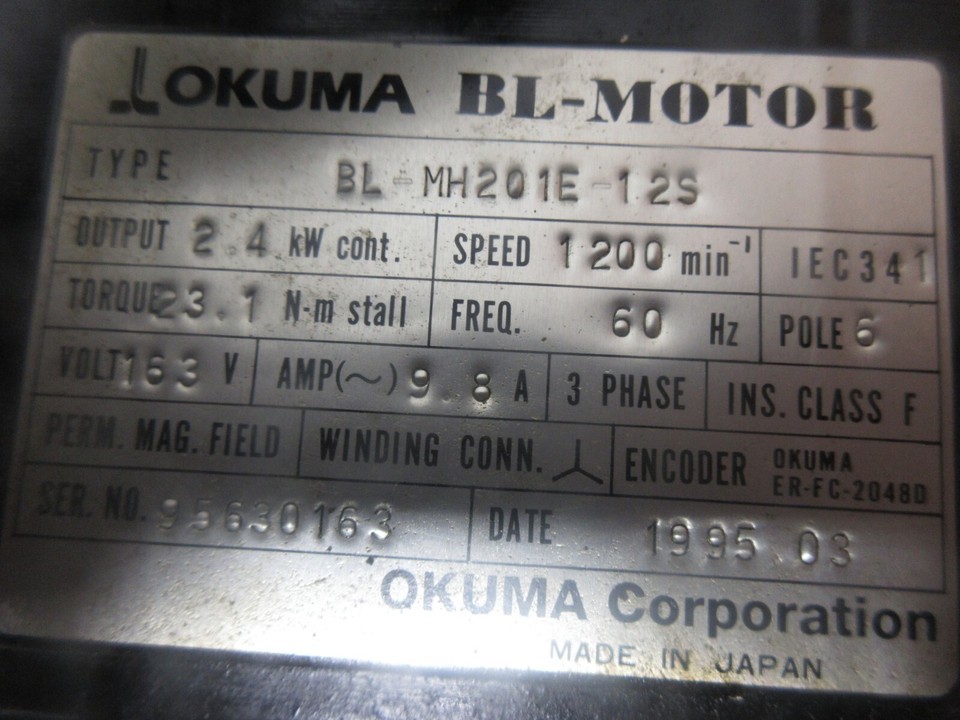 OKUMA BL-MOTOR
TYPE BL-MH201E-12S
OUTPUT 2.4 kW cont. SPEED 1200 min⁻¹ IEC341
TORQUE 23.1 N-m stall FREQ. 60 Hz POLE 6
VOLT 163 V AMP(~) 9.8 A 3 PHASE INS. CLASS F
PERM. MAG. FIELD WINDING CONN. ENCODER OKUMA
ER-FC-2048D
SER. NO. 95630163 DATE 1995.03
OKUMA Corporation
MADE IN JAPAN